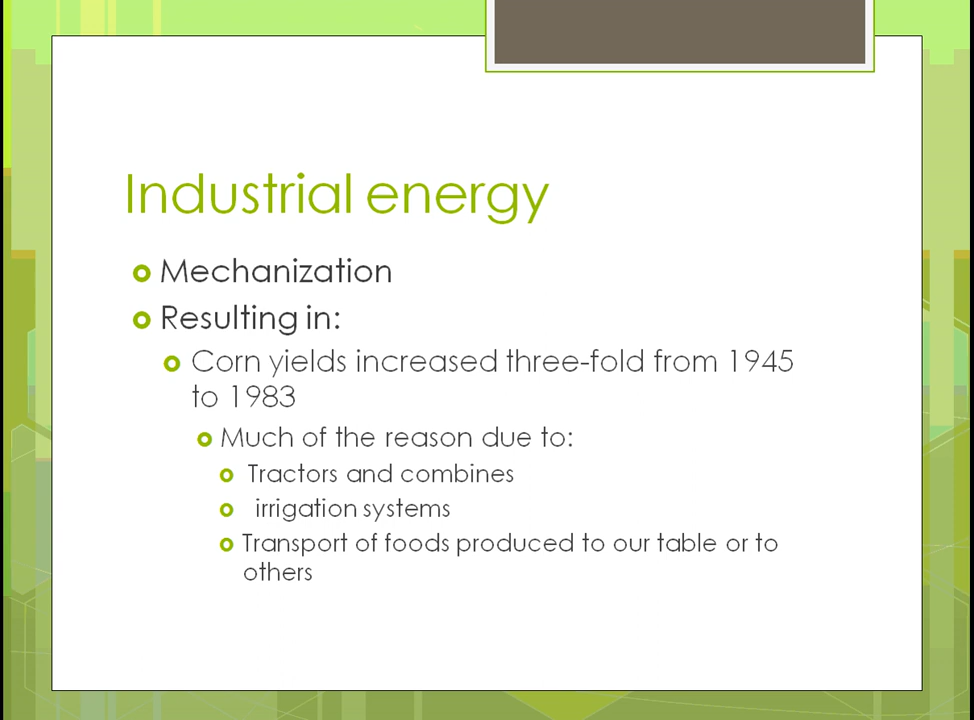 Industrial energy
Mechanization
Resulting in:
Corn yields increased three-fold from 1945
to 1983
Much of the reason due to:
Tractors and combines
irrigation systems
Transport of foods produced to our table or to
others